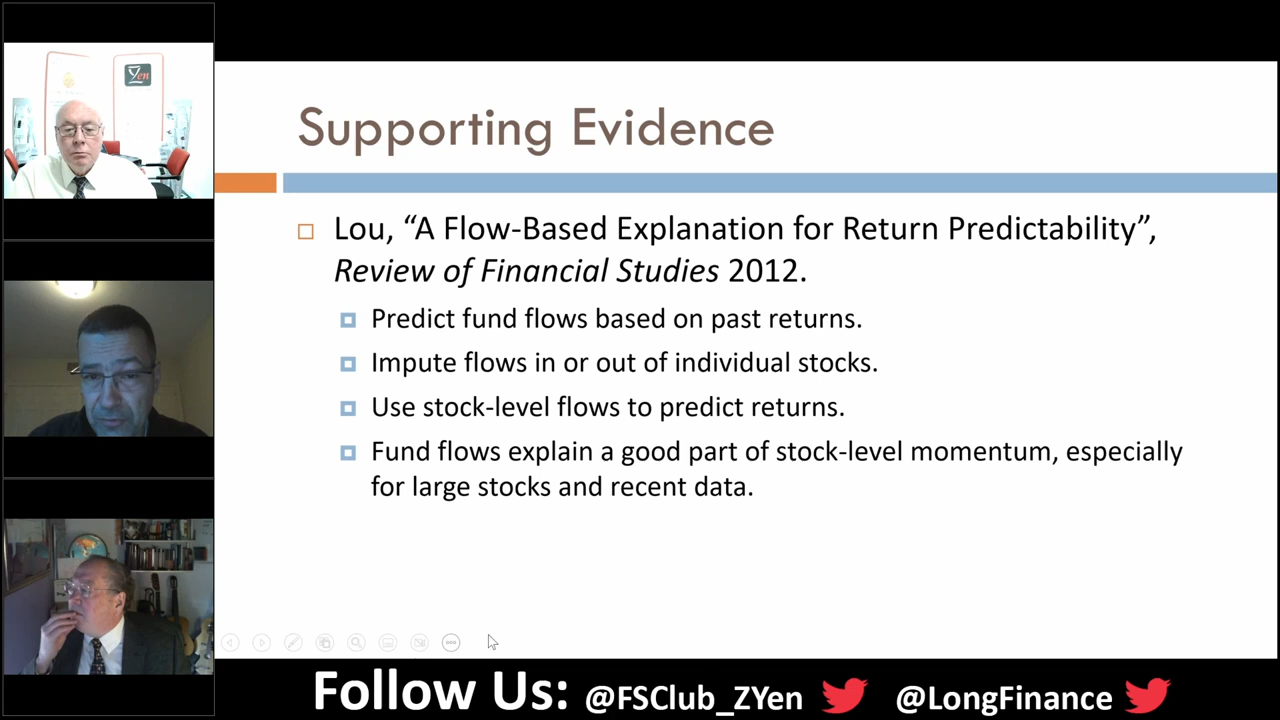 Yen
Supporting Evidence
Lou, “A Flow-Based Explanation for Return Predictability”,
Review of Financial Studies 2012.
Predict fund flows based on past returns.
Impute flows in or out of individual stocks.
Use stock-level flows to predict returns.
Fund flows explain a good part of stock-level momentum, especially
for large stocks and recent data.
Follow Us: @FSClub_ZYen @LongFinance